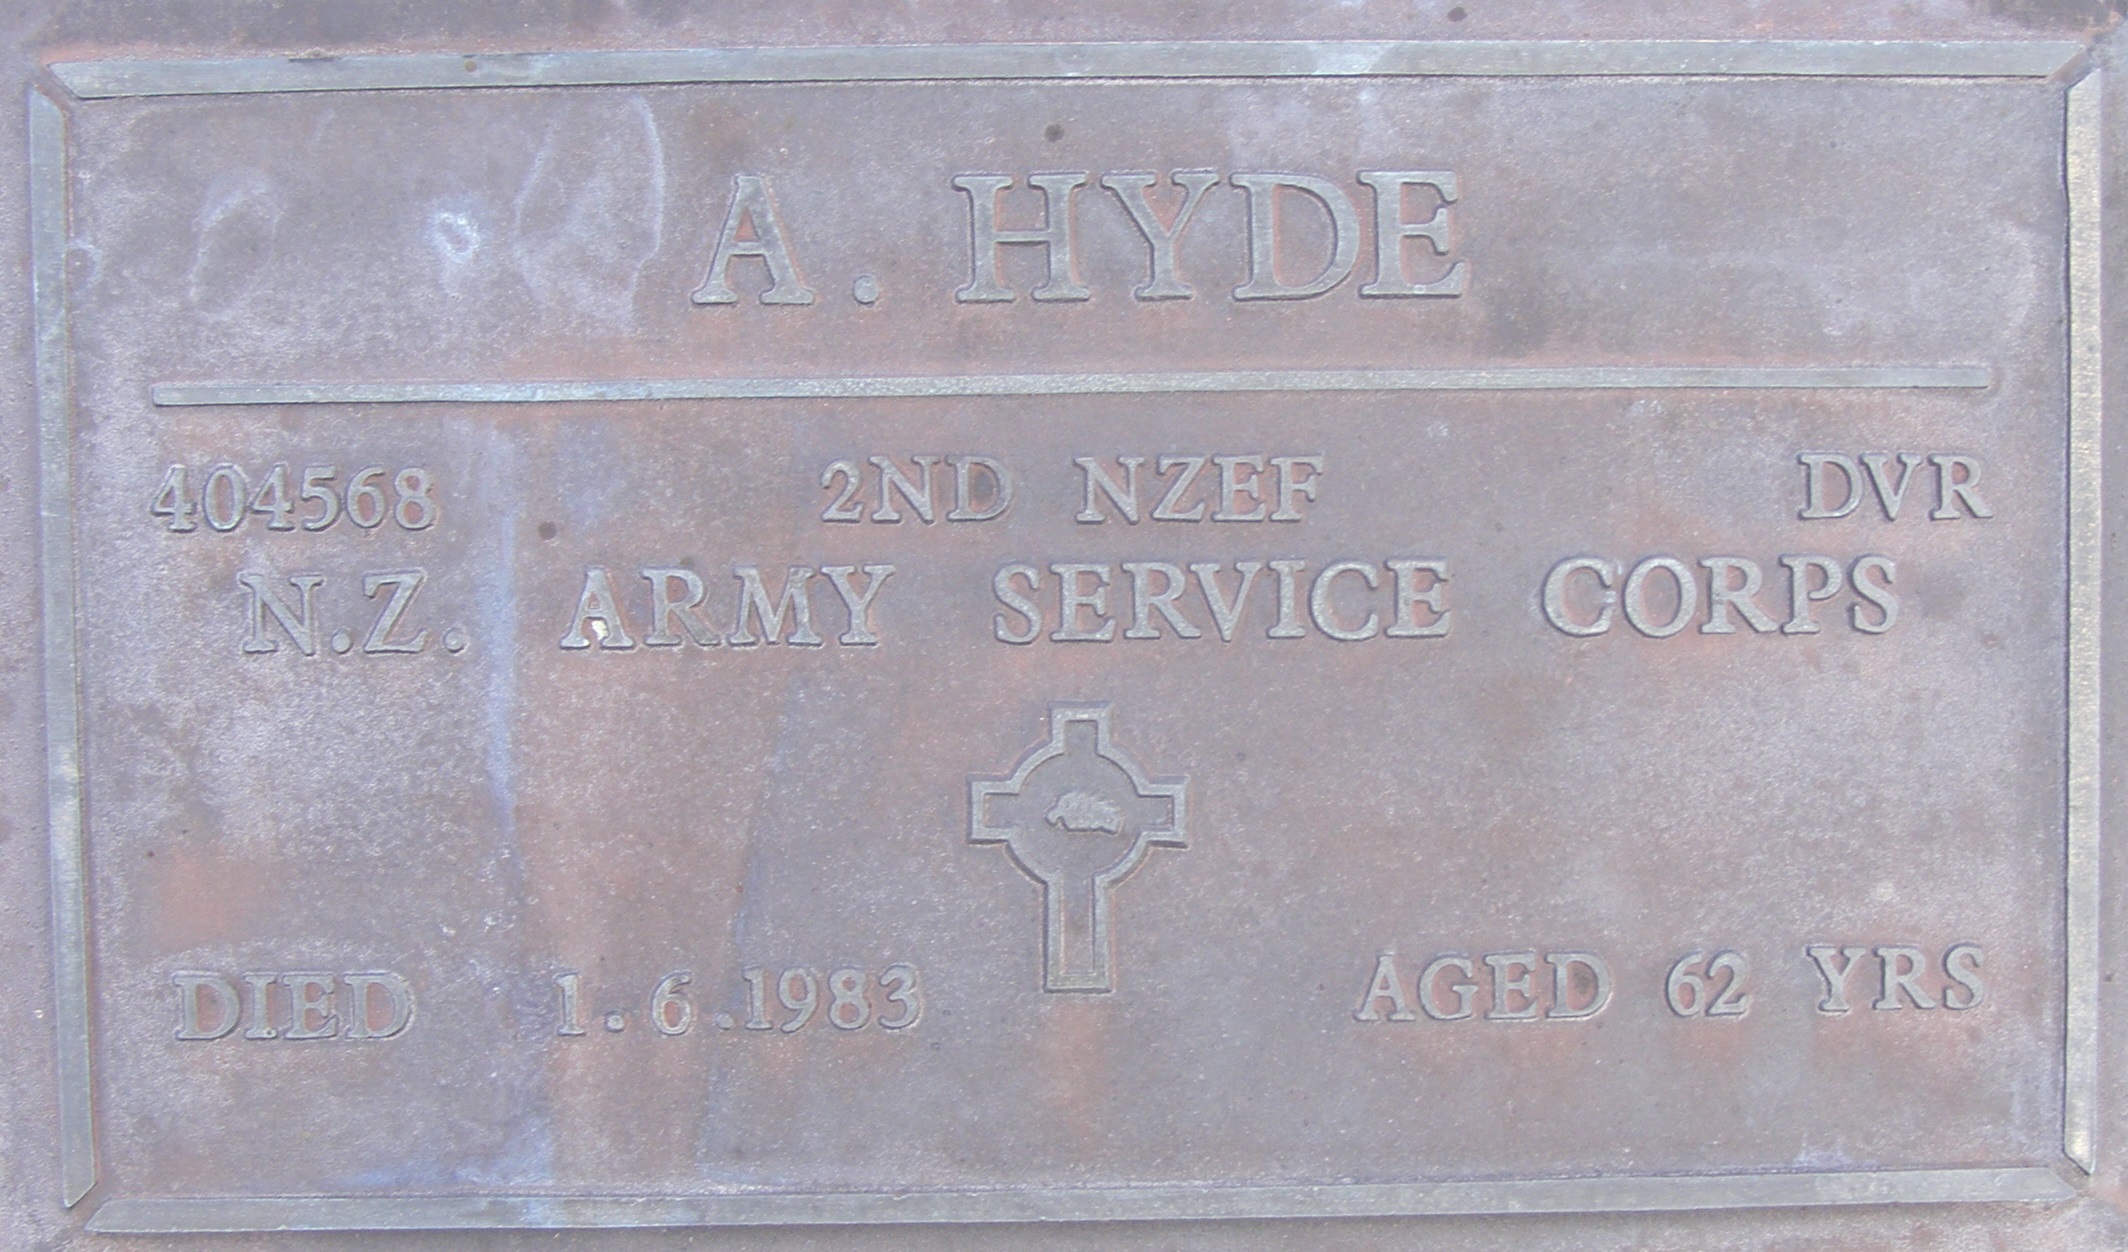 A. HYDE
404568 2ND NZEF DVR
N.Z. ARMY SERVICE CORPS
DIED 1.6.1983 AGED 62 YRS